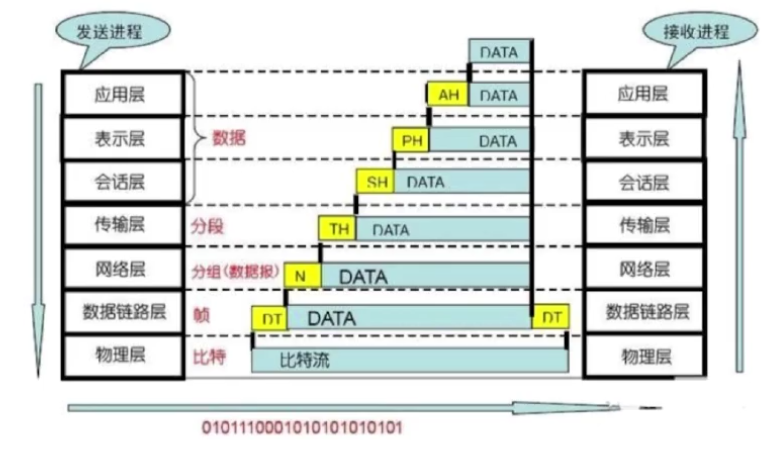 发送进程
接收进程
DATA
应用层
AH
DATA
应用层
表示层
数据
PH
DATA
表示层
会话层
SH
DATA
会话层
传输层
分段
TH
DATA
传输层
网络层
分组(数据报)
N
DATA
网络层
数据链路层
帧
DT
DATA
DT
数据链路层
物理层
比特
比特流
物理层
0101110001010101010101